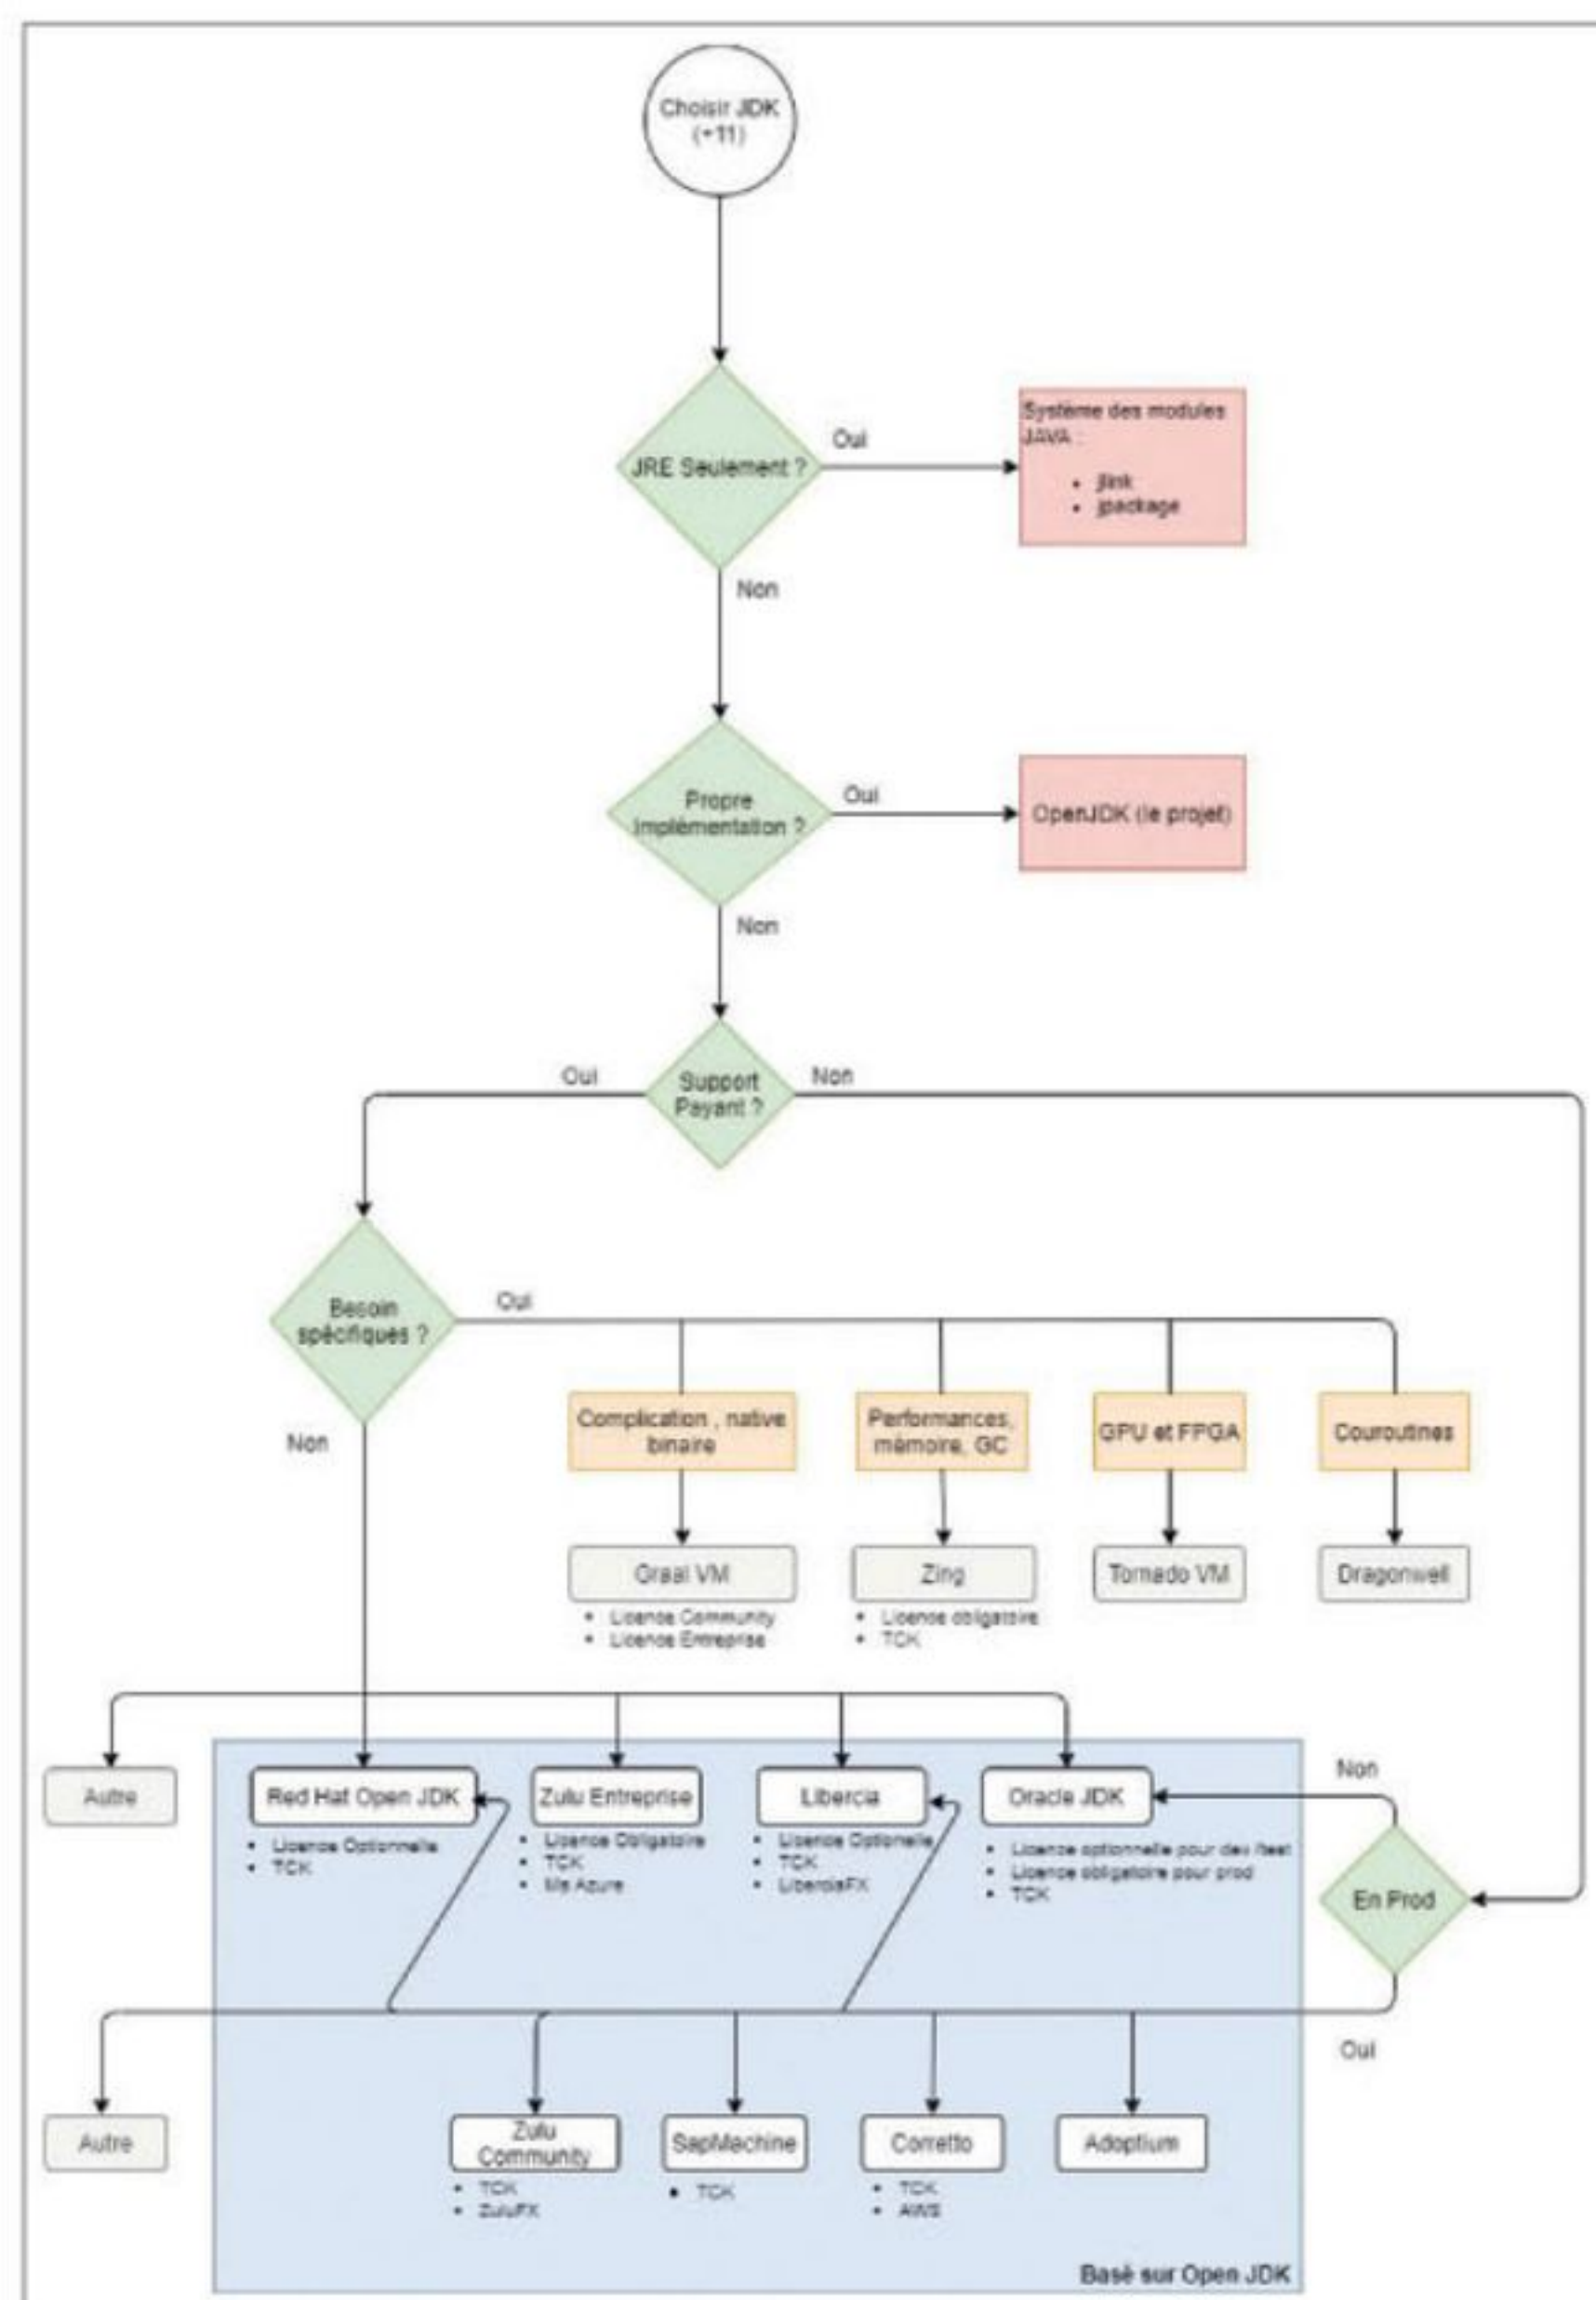 Choisir JDK
(+11)
JRE Seulement ?
Oui
Système des modules
JAVA :
• jlink
• jpackage
Non
Propre
Implémentation ?
Oui
OpenJDK (le projet)
Non
Support
Payant ?
Oui
Non
Besoin
spécifiques ?
Oui
Non
Complication , native
binaire
Performances,
mémoire, GC
GPU et FPGA
Couroutines
Graal VM
• Licence Community
• Licence Entreprise
Zing
• Licence obligatoire
• TCK
Tornado VM
Dragonwell
Autre
Red Hat Open JDK
• Licence Optionnelle
• TCK
Zulu Entreprise
• Licence Obligatoire
• TCK
• Ms Azure
Libercia
• Licence Optionelle
• TCK
• LiberciaFX
Oracle JDK
• Licence optionnelle pour dev /test
• Licence obligatoire pour prod
• TCK
Non
En Prod
Oui
Autre
Zulu
Community
• TCK
• ZuluFX
SapMachine
• TCK
Corretto
• TCK
• AWS
Adoptium
Basé sur Open JDK